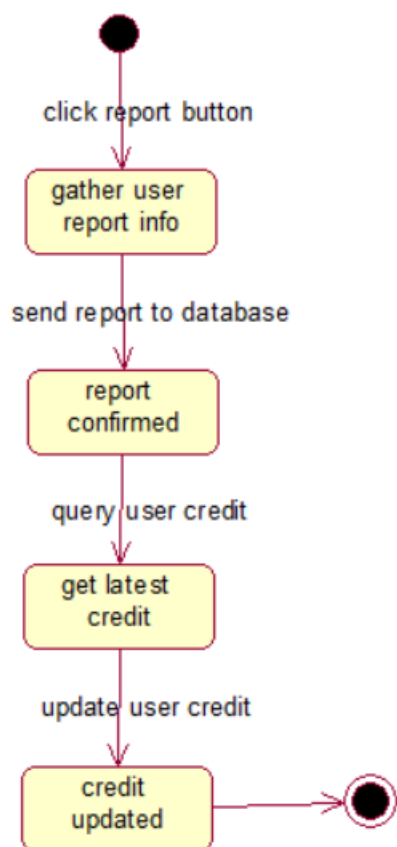 click report button
gather user
report info
send report to database
report
confirmed
query user credit
get latest
credit
update user credit
credit
updated